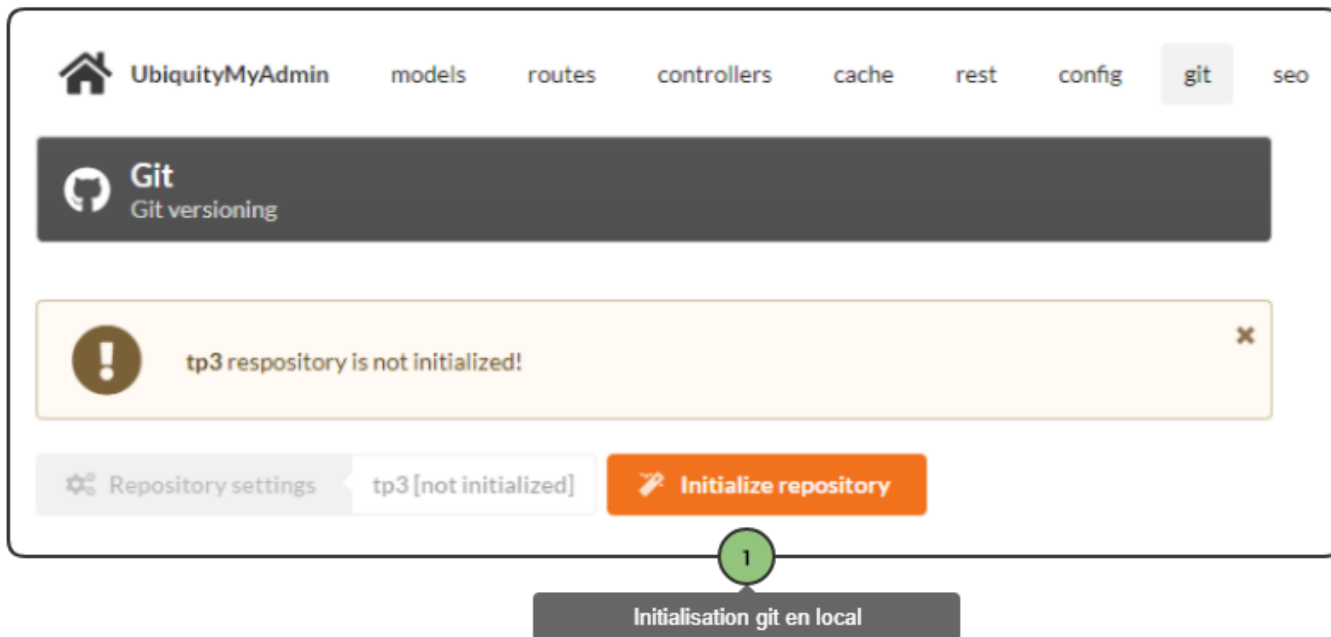 UbiquityMyAdmin models routes controllers cache rest config git seo
Git
Git versioning
tp3 respository is not initialized!
Repository settings tp3 [not initialized] Initialize repository
1
Initialisation git en local